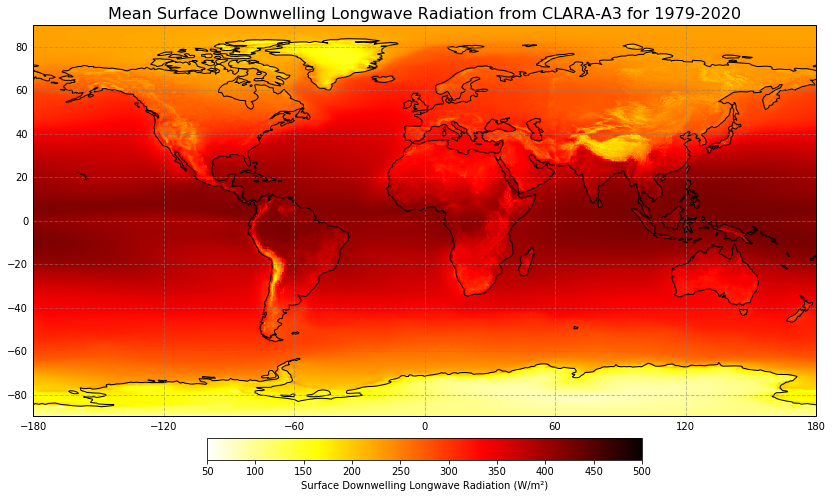 Mean Surface Downwelling Longwave Radiation from CLARA-A3 for 1979-2020
80
60
40
20
0
−20
−40
−60
−80
−180 −120 −60 0 60 120 180
50 100 150 200 250 300 350 400 450 500
Surface Downwelling Longwave Radiation (W/m²)